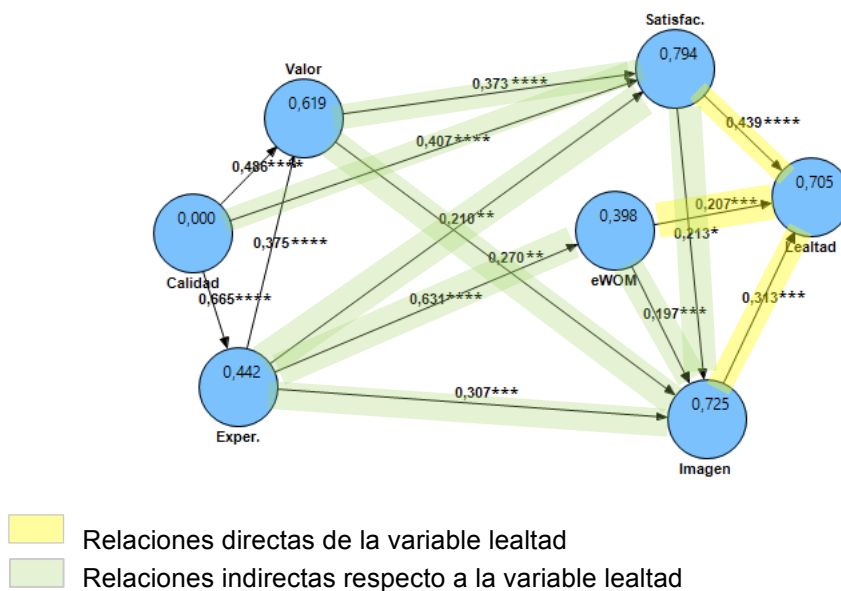 Satisfac.
0,794
Valor
0,373 ****
0,619
0,439****
0,407****
0,486****
0,705
0,207***
0,000
0,398
0,210**
0,213*
0,375****
Lealtad
0,270**
Calidad
eWOM
0,665****
0,631****
0,313***
0,197***
0,442
0,307***
0,725
Exper.
Imagen
Relaciones directas de la variable lealtad
Relaciones indirectas respecto a la variable lealtad